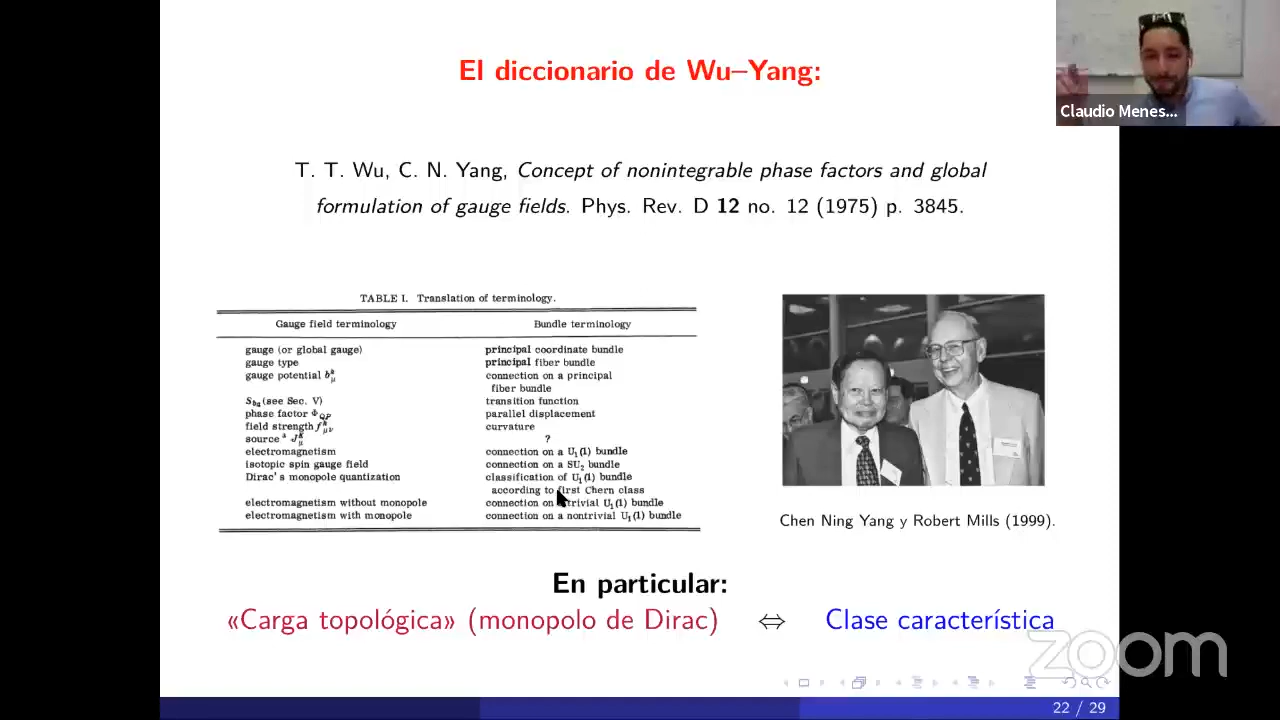 El diccionario de Wu–Yang:
Claudio Menes...
T. T. Wu, C. N. Yang, Concept of nonintegrable phase factors and global
formulation of gauge fields. Phys. Rev. D 12 no. 12 (1975) p. 3845.
TABLE I. Translation of terminology.
Gauge field terminology Bundle terminology
gauge (or global gauge) principal coordinate bundle
gauge type principal fiber bundle
gauge potential b_μ^k connection on a principal
fiber bundle
S_ba (see Sec. V) transition function
phase factor Φ_QP parallel displacement
field strength f_μν^k curvature
source ᵃ J_μ^K ?
electromagnetism connection on a U₁(1) bundle
isotopic spin gauge field connection on a SU₂ bundle
Dirac's monopole quantization classification of U₁(1) bundle
according to first Chern class
electromagnetism without monopole connection on a trivial U₁(1) bundle
electromagnetism with monopole connection on a nontrivial U₁(1) bundle
Chen Ning Yang y Robert Mills (1999).
En particular:
«Carga topológica» (monopolo de Dirac) ⇔ Clase característica
zoom
22 / 29